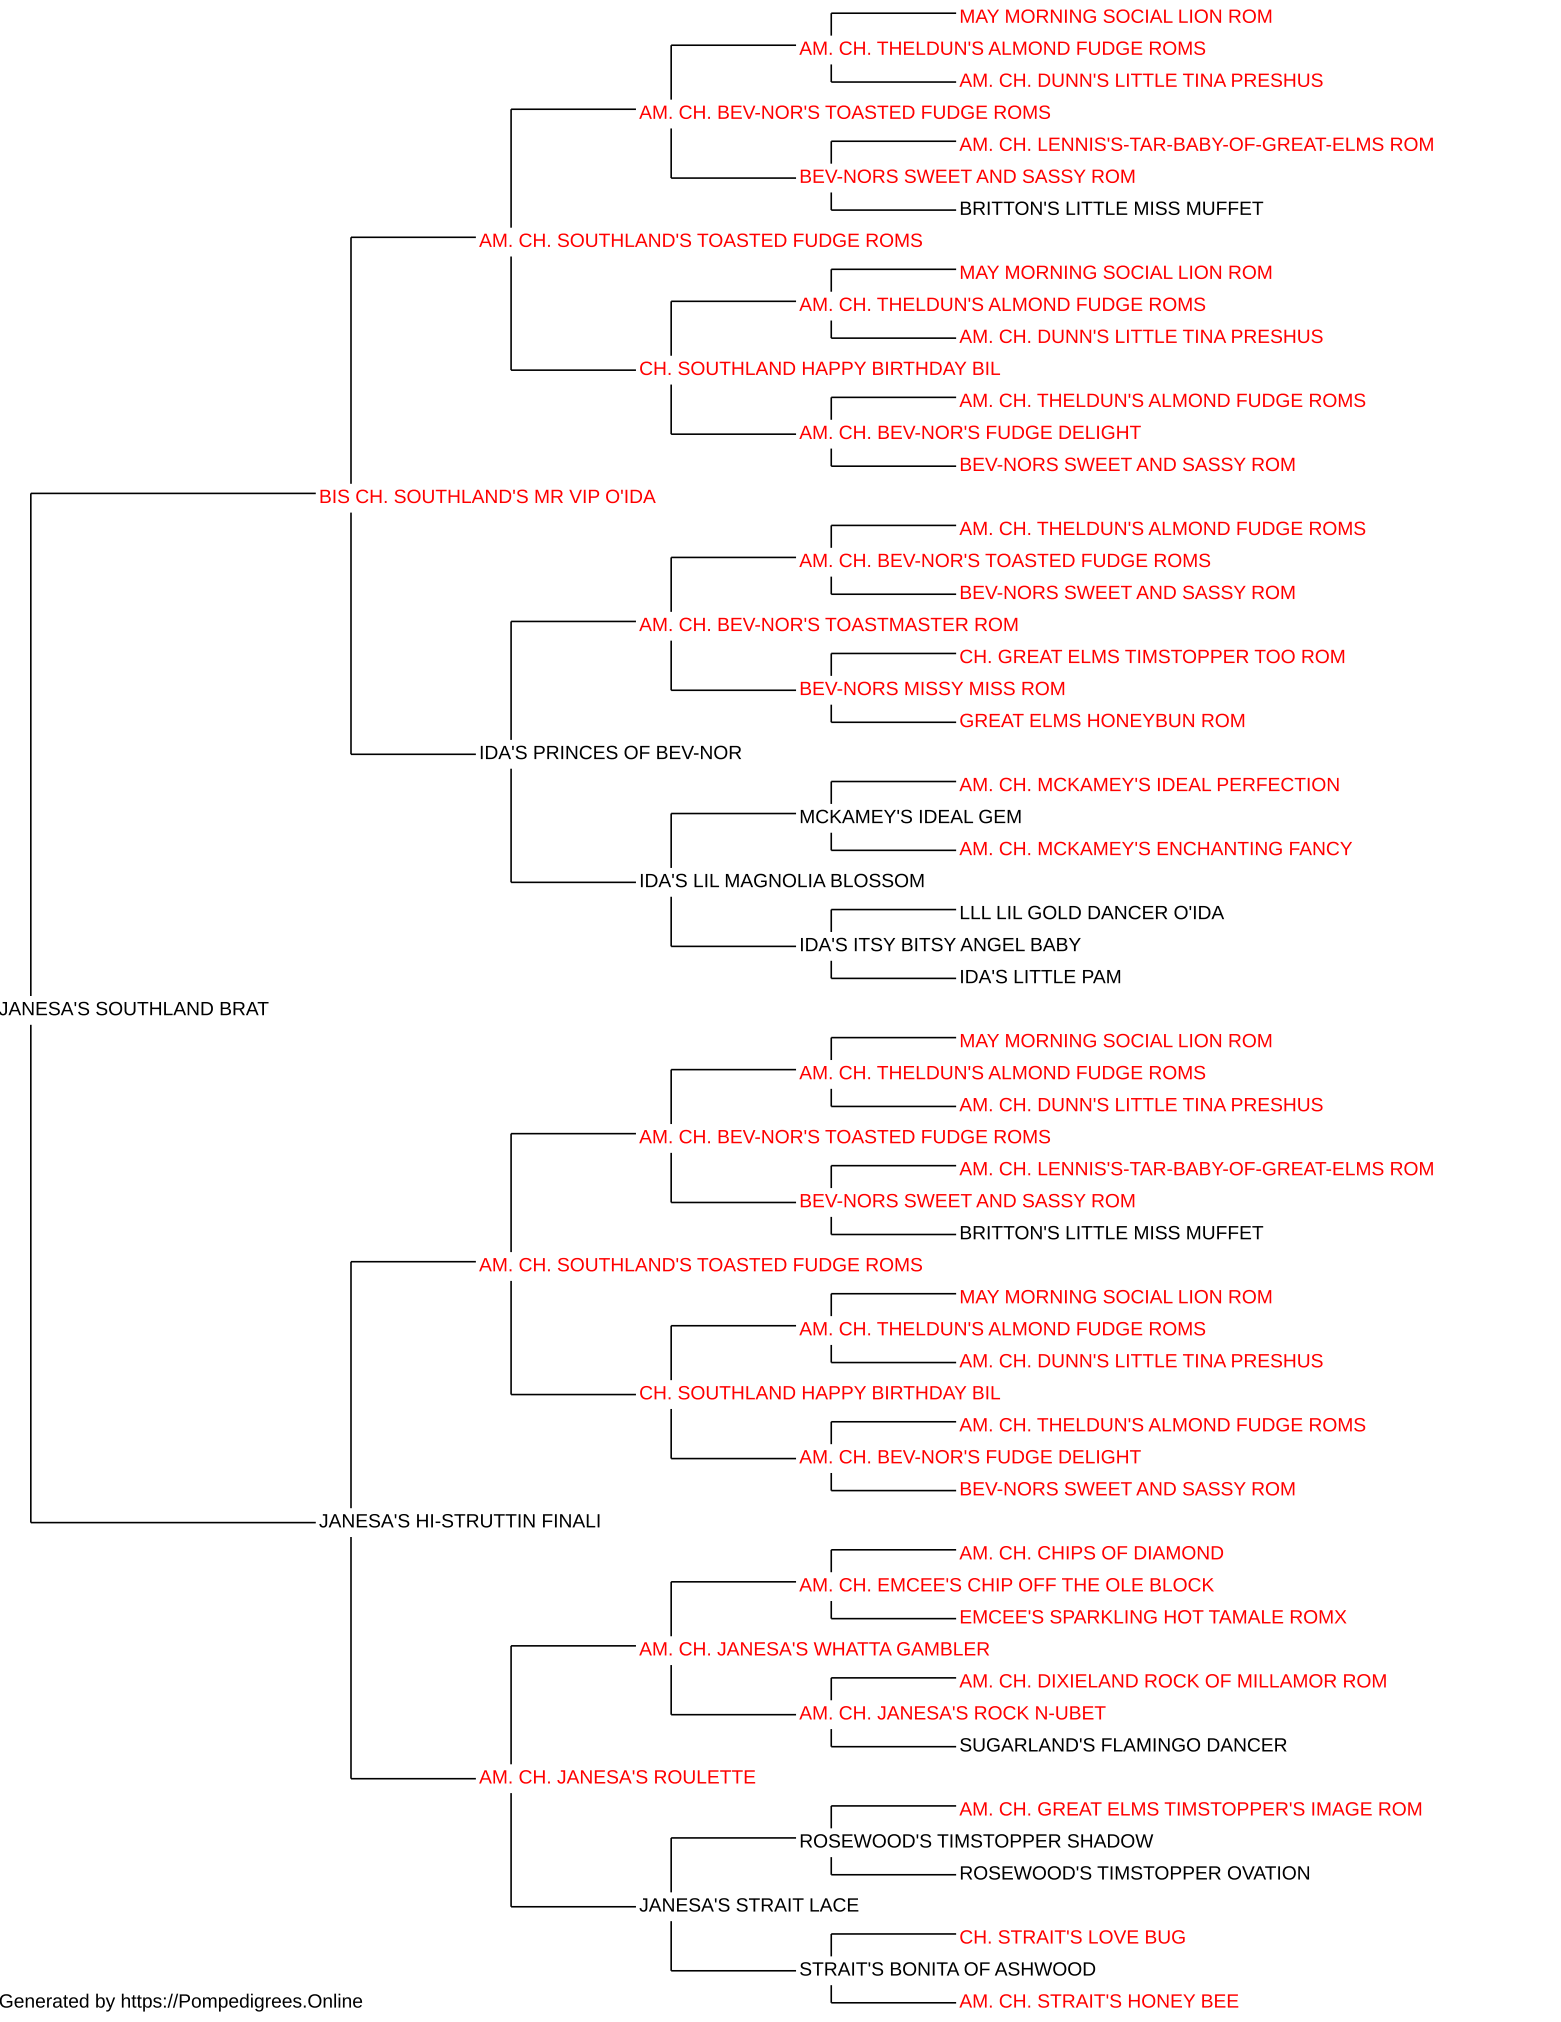 MAY MORNING SOCIAL LION ROM
AM. CH. THELDUN'S ALMOND FUDGE ROMS
AM. CH. DUNN'S LITTLE TINA PRESHUS
AM. CH. BEV-NOR'S TOASTED FUDGE ROMS
AM. CH. LENNIS'S-TAR-BABY-OF-GREAT-ELMS ROM
BEV-NORS SWEET AND SASSY ROM
BRITTON'S LITTLE MISS MUFFET
AM. CH. SOUTHLAND'S TOASTED FUDGE ROMS
MAY MORNING SOCIAL LION ROM
AM. CH. THELDUN'S ALMOND FUDGE ROMS
AM. CH. DUNN'S LITTLE TINA PRESHUS
CH. SOUTHLAND HAPPY BIRTHDAY BIL
AM. CH. THELDUN'S ALMOND FUDGE ROMS
AM. CH. BEV-NOR'S FUDGE DELIGHT
BEV-NORS SWEET AND SASSY ROM
BIS CH. SOUTHLAND'S MR VIP O'IDA
AM. CH. THELDUN'S ALMOND FUDGE ROMS
AM. CH. BEV-NOR'S TOASTED FUDGE ROMS
BEV-NORS SWEET AND SASSY ROM
AM. CH. BEV-NOR'S TOASTMASTER ROM
CH. GREAT ELMS TIMSTOPPER TOO ROM
BEV-NORS MISSY MISS ROM
GREAT ELMS HONEYBUN ROM
IDA'S PRINCES OF BEV-NOR
AM. CH. MCKAMEY'S IDEAL PERFECTION
MCKAMEY'S IDEAL GEM
AM. CH. MCKAMEY'S ENCHANTING FANCY
IDA'S LIL MAGNOLIA BLOSSOM
LLL LIL GOLD DANCER O'IDA
IDA'S ITSY BITSY ANGEL BABY
IDA'S LITTLE PAM
JANESA'S SOUTHLAND BRAT
MAY MORNING SOCIAL LION ROM
AM. CH. THELDUN'S ALMOND FUDGE ROMS
AM. CH. DUNN'S LITTLE TINA PRESHUS
AM. CH. BEV-NOR'S TOASTED FUDGE ROMS
AM. CH. LENNIS'S-TAR-BABY-OF-GREAT-ELMS ROM
BEV-NORS SWEET AND SASSY ROM
BRITTON'S LITTLE MISS MUFFET
AM. CH. SOUTHLAND'S TOASTED FUDGE ROMS
MAY MORNING SOCIAL LION ROM
AM. CH. THELDUN'S ALMOND FUDGE ROMS
AM. CH. DUNN'S LITTLE TINA PRESHUS
CH. SOUTHLAND HAPPY BIRTHDAY BIL
AM. CH. THELDUN'S ALMOND FUDGE ROMS
AM. CH. BEV-NOR'S FUDGE DELIGHT
BEV-NORS SWEET AND SASSY ROM
JANESA'S HI-STRUTTIN FINALI
AM. CH. CHIPS OF DIAMOND
AM. CH. EMCEE'S CHIP OFF THE OLE BLOCK
EMCEE'S SPARKLING HOT TAMALE ROMX
AM. CH. JANESA'S WHATTA GAMBLER
AM. CH. DIXIELAND ROCK OF MILLAMOR ROM
AM. CH. JANESA'S ROCK N-UBET
SUGARLAND'S FLAMINGO DANCER
AM. CH. JANESA'S ROULETTE
AM. CH. GREAT ELMS TIMSTOPPER'S IMAGE ROM
ROSEWOOD'S TIMSTOPPER SHADOW
ROSEWOOD'S TIMSTOPPER OVATION
JANESA'S STRAIT LACE
CH. STRAIT'S LOVE BUG
STRAIT'S BONITA OF ASHWOOD
AM. CH. STRAIT'S HONEY BEE
Generated by https://Pompedigrees.Online